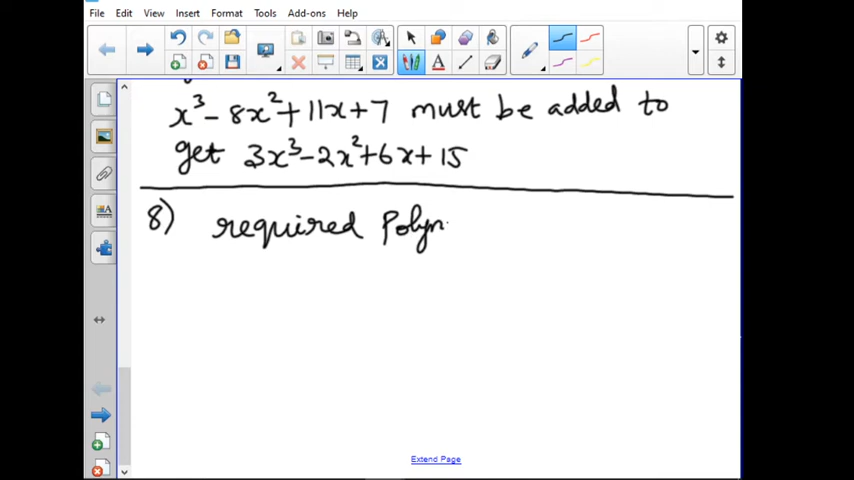 File Edit View Insert Format Tools Add-ons Help
x³ - 8x² + 11x + 7 must be added to
get 3x³ - 2x² + 6x + 15
8) required Polyn
Extend Page